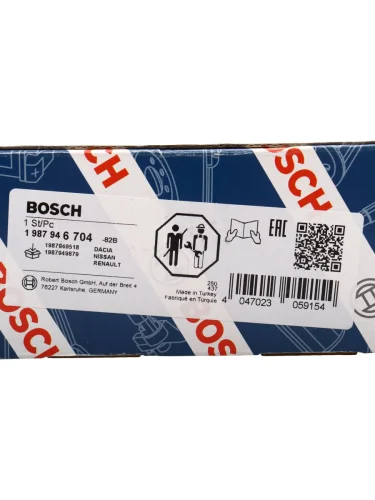 BOSCH
BOSCH
BOSCH
BOSCH
BOSCH
1 St/Pc
1 987 94 6 704 -82B
1987949518
1987949879
DACIA
NISSAN
RENAULT
Robert Bosch GmbH, Auf der Breit 4
76227 Karlsruhe, GERMANY
EAC
280
437
Made in Turkey
Fabriqué en Turquie
4 047023 059154